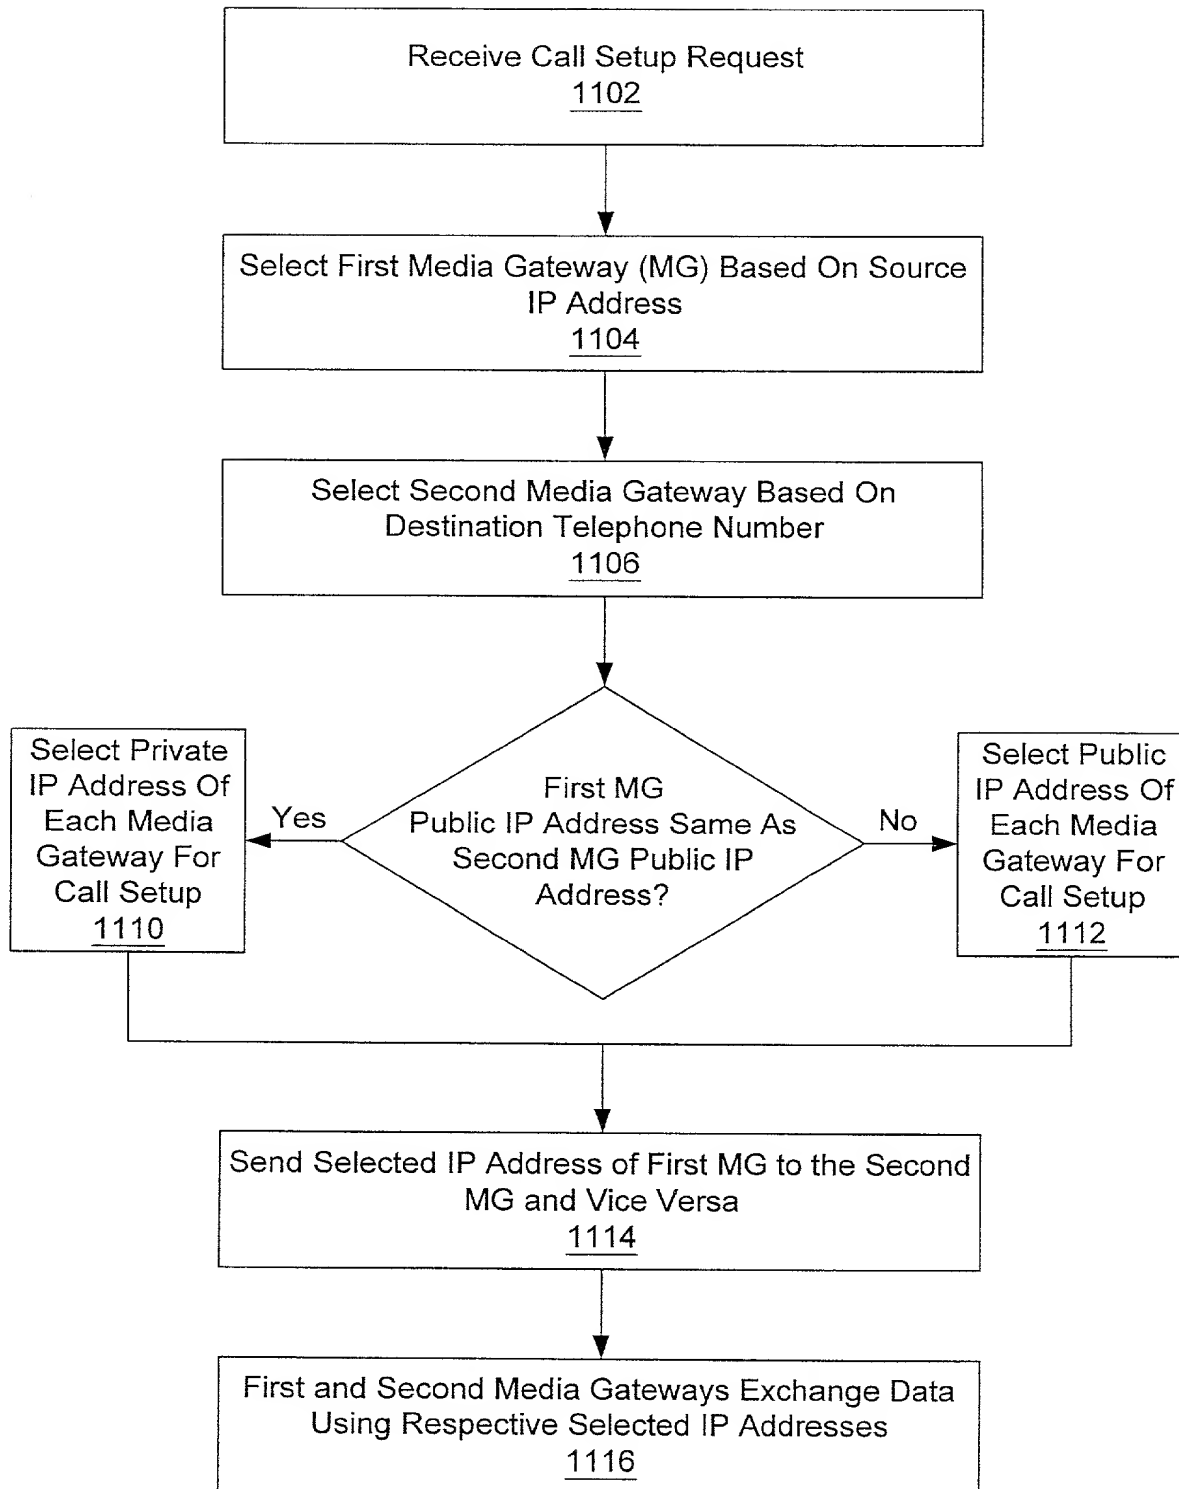 Receive Call Setup Request
1102
Select First Media Gateway (MG) Based On Source
IP Address
1104
Select Second Media Gateway Based On
Destination Telephone Number
1106
First MG
Public IP Address Same As
Second MG Public IP
Address?
Yes
No
Select Private
IP Address Of
Each Media
Gateway For
Call Setup
1110
Select Public
IP Address Of
Each Media
Gateway For
Call Setup
1112
Send Selected IP Address of First MG to the Second
MG and Vice Versa
1114
First and Second Media Gateways Exchange Data
Using Respective Selected IP Addresses
1116